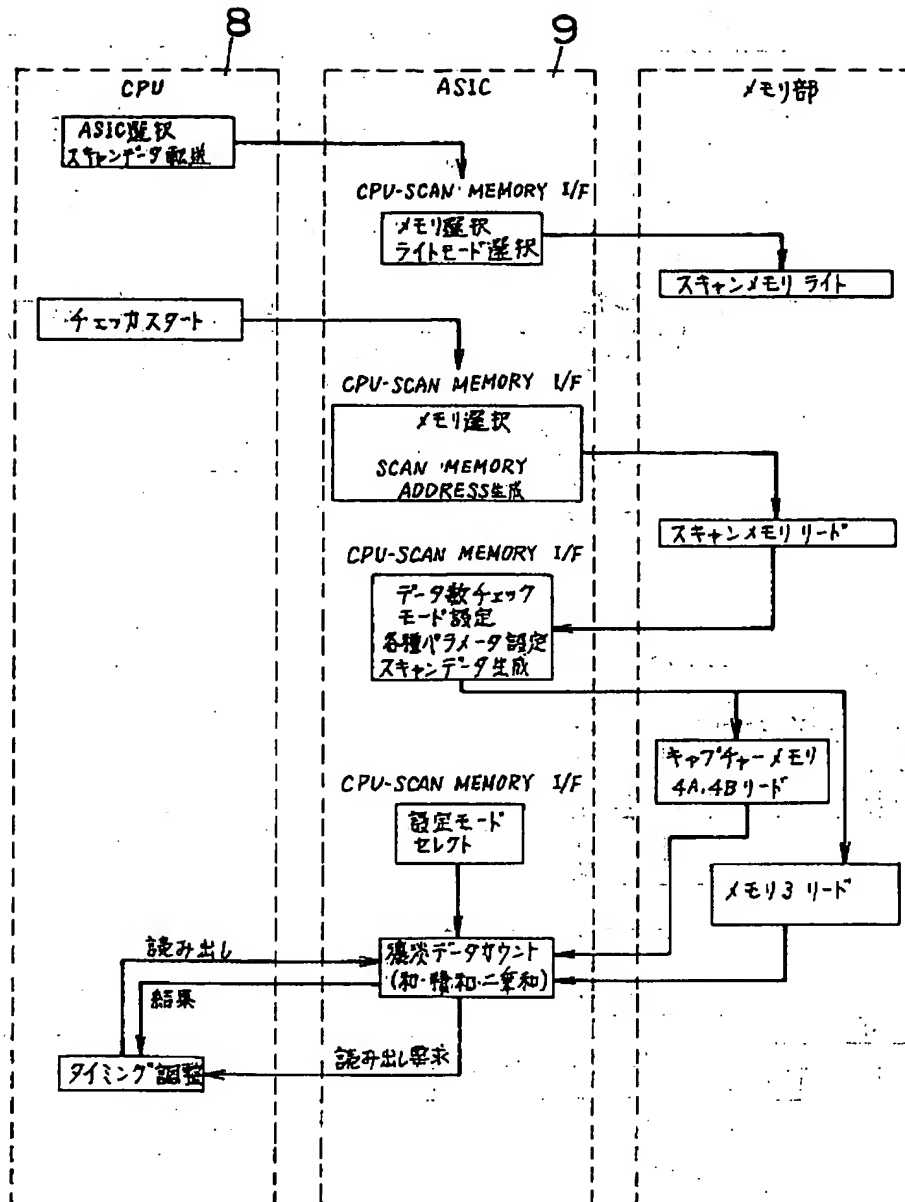 8
9
CPU
ASIC
メモリ部
ASIC選択
スキャンデータ転送
CPU-SCAN MEMORY I/F
メモリ選択
ライトモード選択
スキャンメモリ ライト
チェッカスタート
CPU-SCAN MEMORY I/F
メモリ選択
SCAN MEMORY
ADDRESS生成
スキャンメモリ リード
CPU-SCAN MEMORY I/F
データ数チェック
モード設定
各種パラメータ設定
スキャンデータ生成
キャプチャーメモリ
4A.4Bリード
CPU-SCAN MEMORY I/F
設定モード
セレクト
メモリ3 リード
読み出し
濃淡データカウント
(和・積和・二乗和)
結果
読み出し要求
タイミング調整